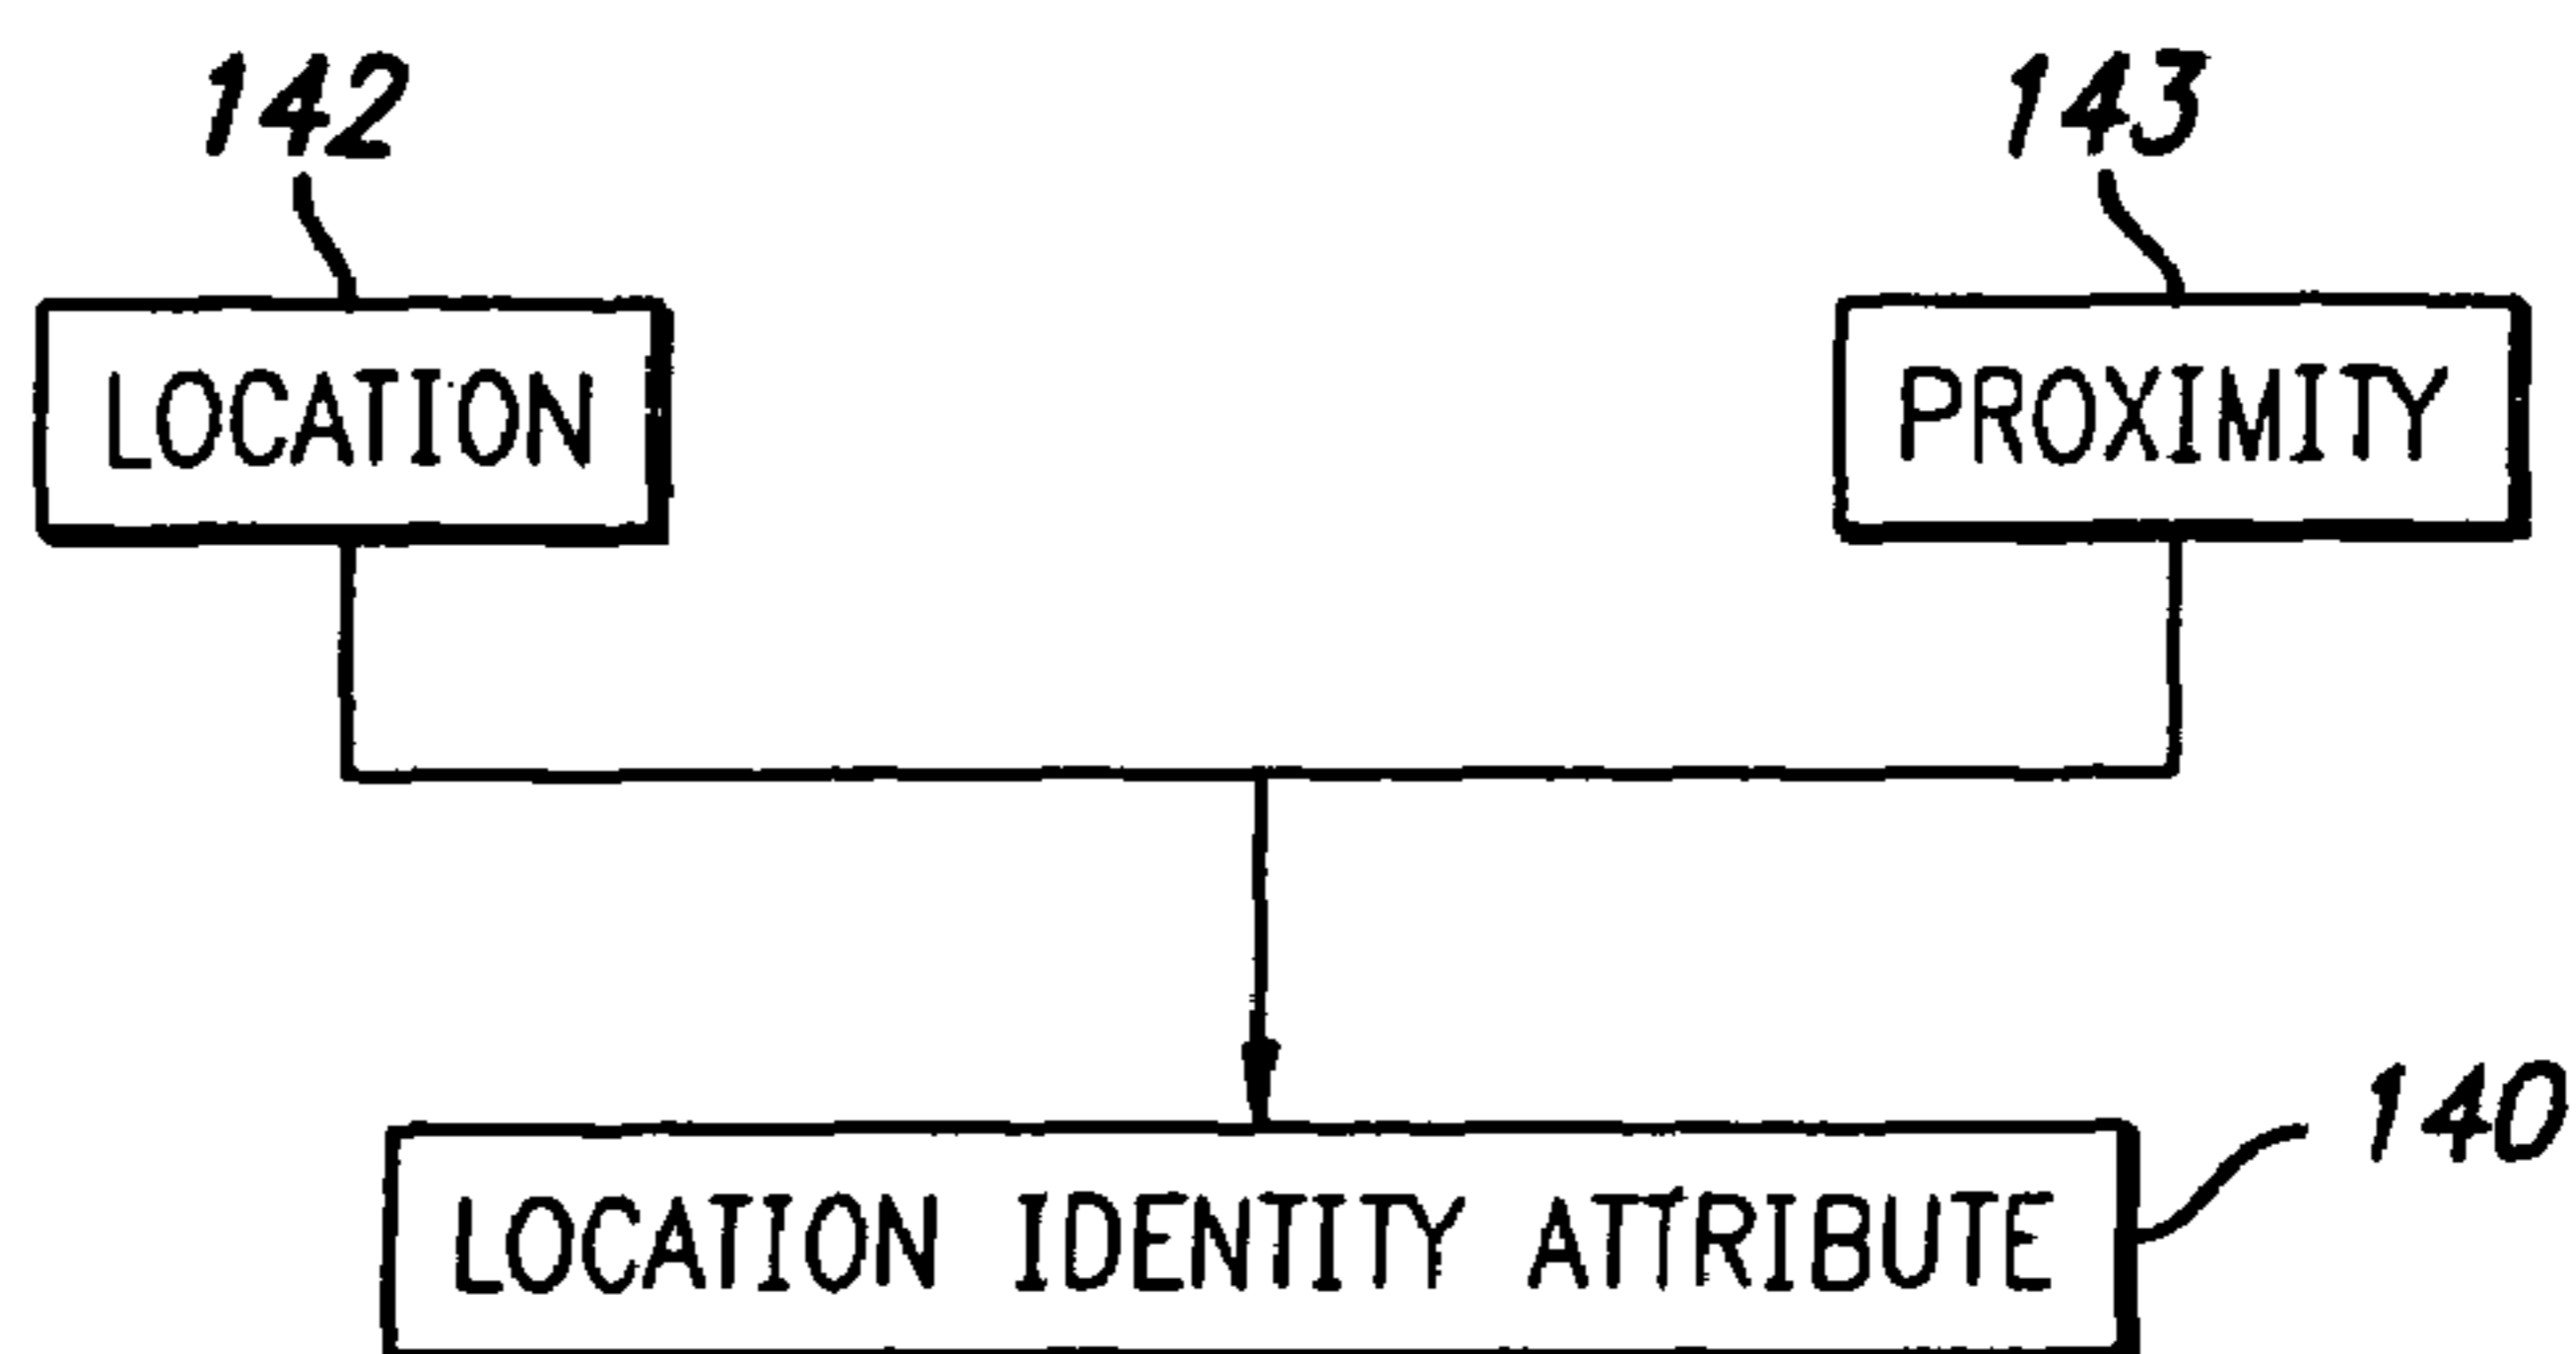 142
143
LOCATION
PROXIMITY
140
LOCATION IDENTITY ATTRIBUTE